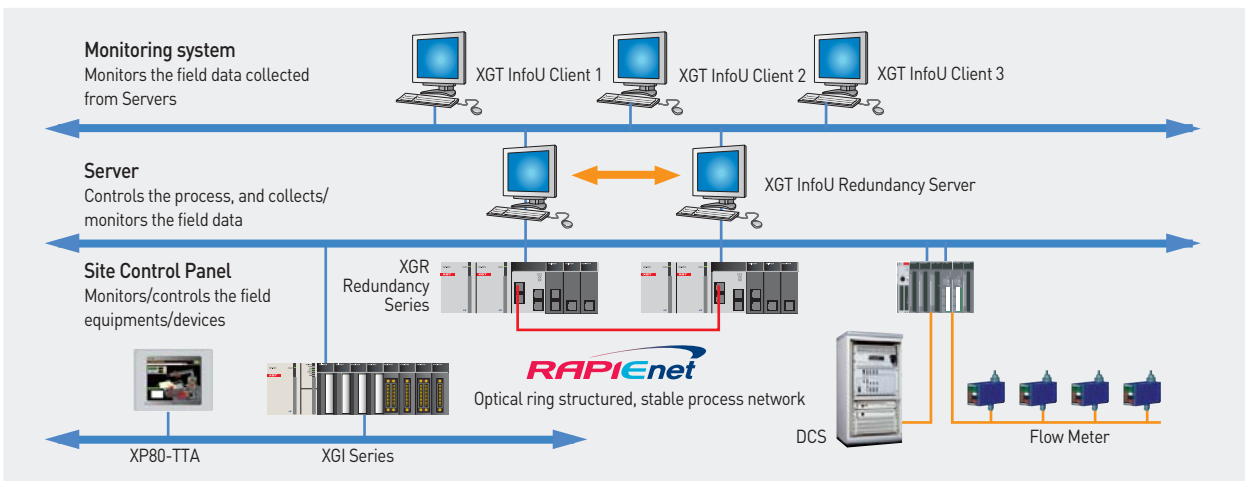 Monitoring system
Monitors the field data collected
from Servers
XGT InfoU Client 1
XGT InfoU Client 2
XGT InfoU Client 3
Server
Controls the process, and collects/
monitors the field data
XGT InfoU Redundancy Server
Site Control Panel
Monitors/controls the field
equipments/devices
XGR
Redundancy
Series
RAPIEnet
Optical ring structured, stable process network
XP80-TTA
XGI Series
DCS
Flow Meter